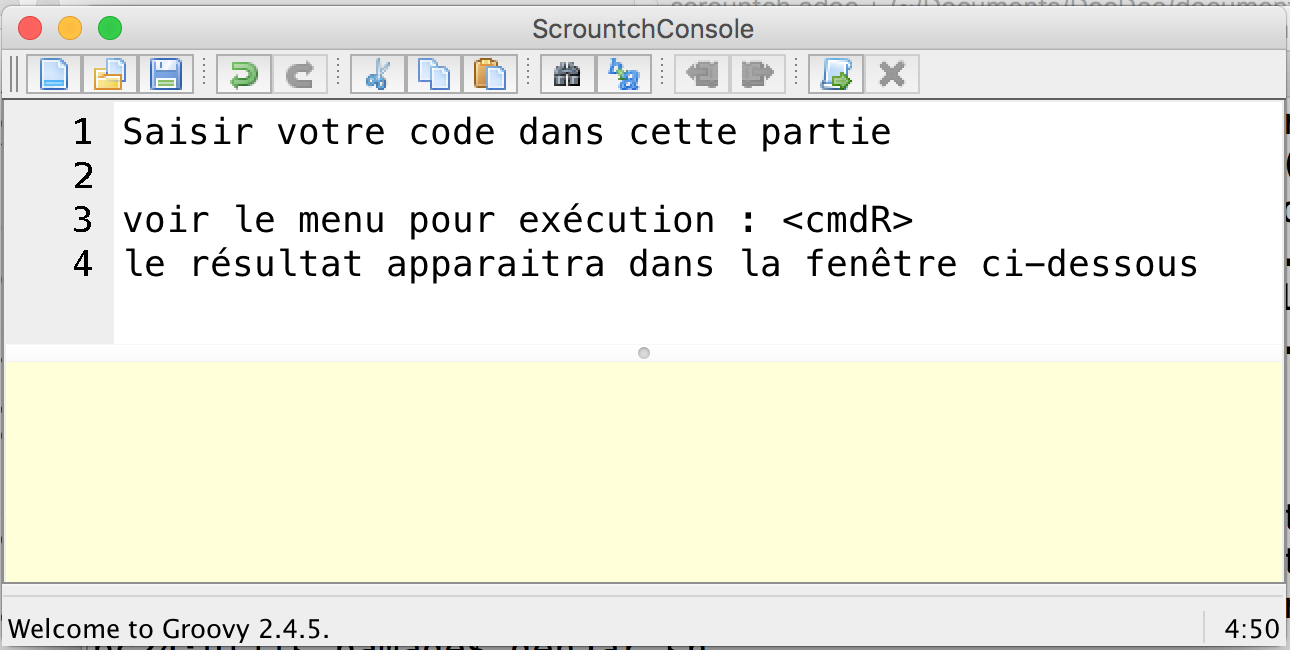 ScrountchConsole
1 Saisir votre code dans cette partie
2
3 voir le menu pour exécution : <cmdR>
4 le résultat apparaitra dans la fenêtre ci-dessous
Welcome to Groovy 2.4.5.
4:50